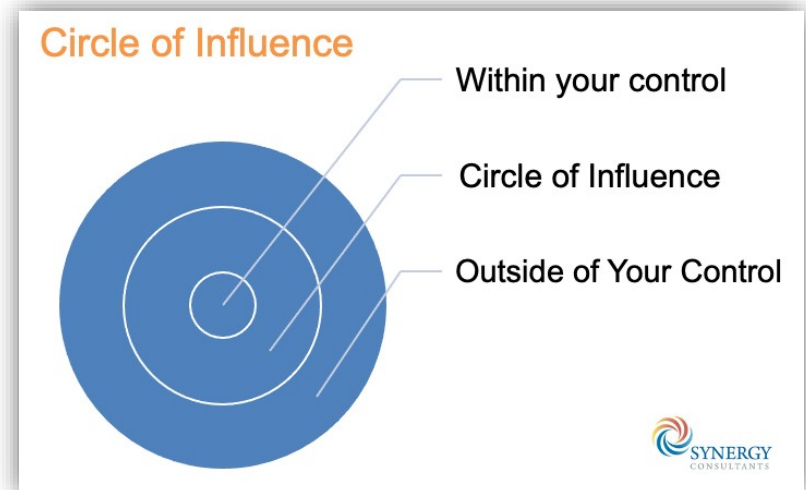 Circle of Influence
Within your control
Circle of Influence
Outside of Your Control
SYNERGY
CONSULTANTS